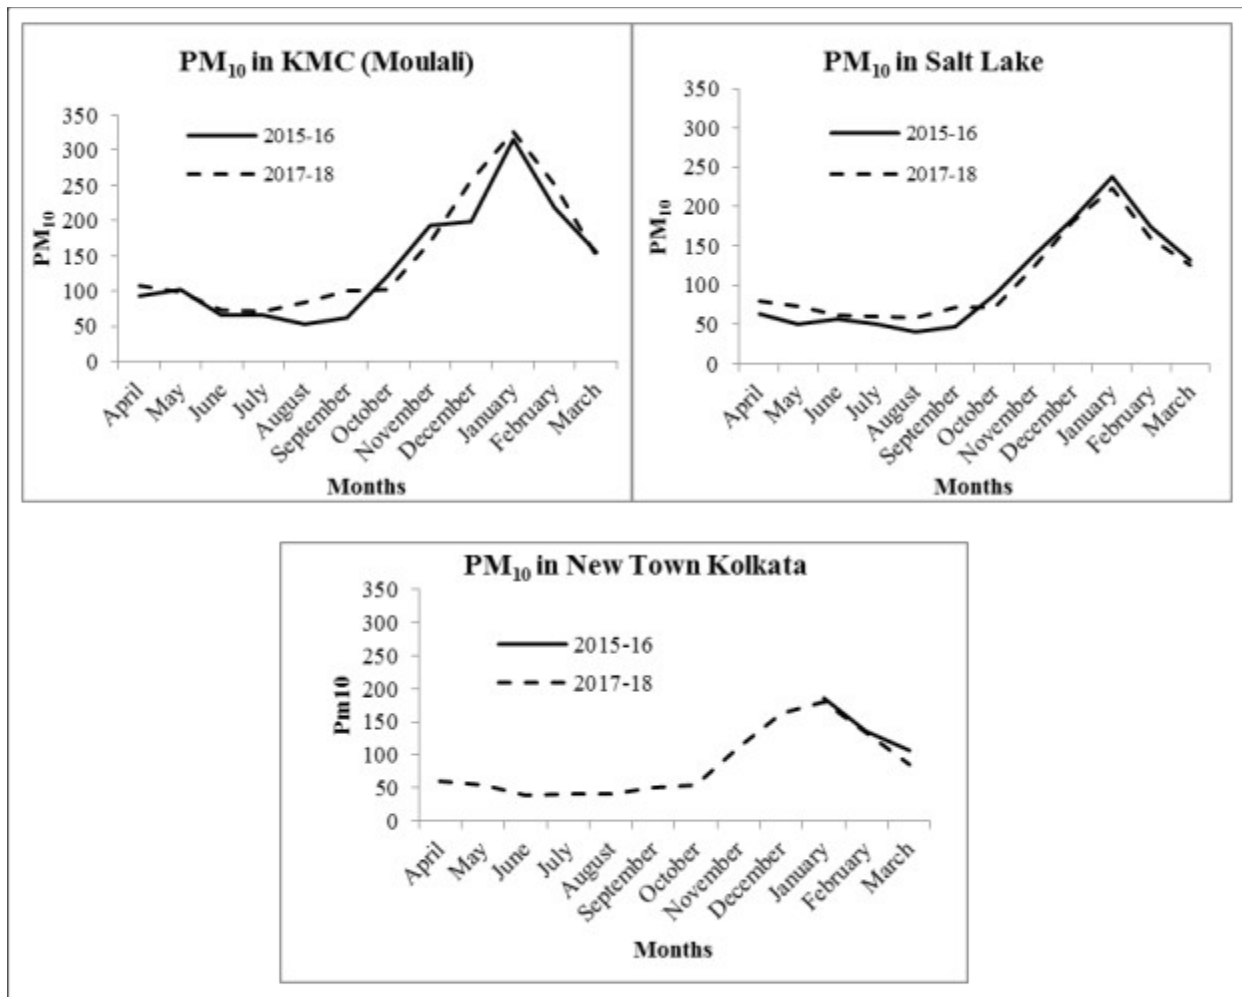 PM₁₀ in KMC (Moulali)
350
300
250
200
150
100
50
0
PM₁₀
2015-16
2017-18
April
May
June
July
August
September
October
November
December
January
February
March
Months
PM₁₀ in Salt Lake
350
300
250
200
150
100
50
0
PM₁₀
2015-16
2017-18
April
May
June
July
August
September
October
November
December
January
February
March
Months
PM₁₀ in New Town Kolkata
350
300
250
200
150
100
50
0
Pm10
2015-16
2017-18
April
May
June
July
August
September
October
November
December
January
February
March
Months